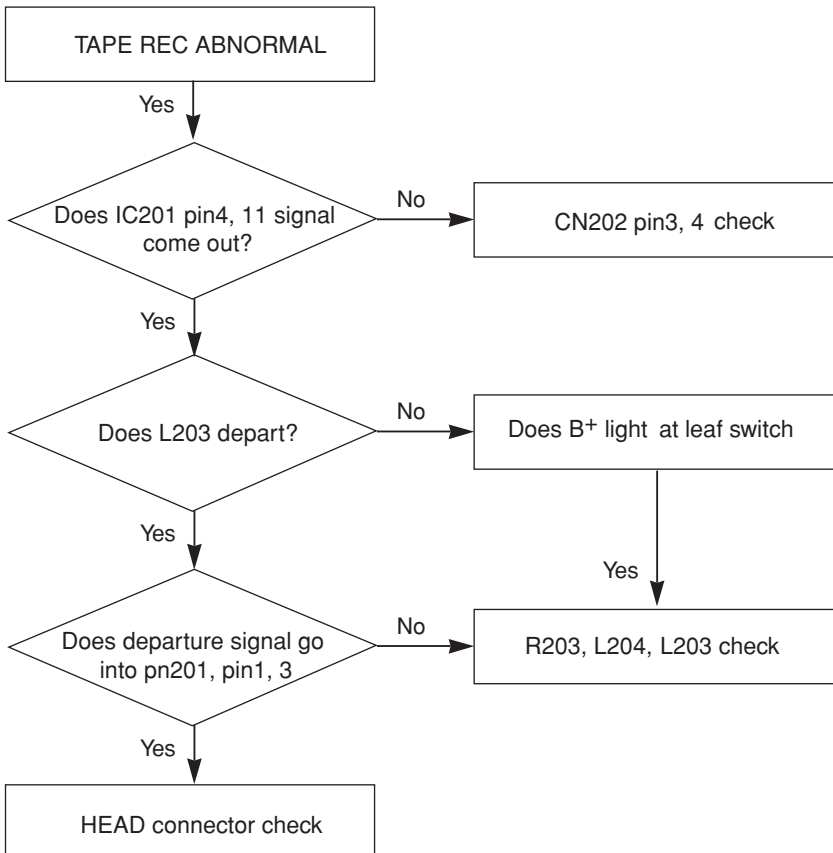 TAPE REC ABNORMAL
Yes
Does IC201 pin4, 11 signal
come out?
No
CN202 pin3, 4 check
Yes
Does L203 depart?
No
Does B+ light at leaf switch
Yes
Yes
Does departure signal go
into pn201, pin1, 3
No
R203, L204, L203 check
Yes
HEAD connector check